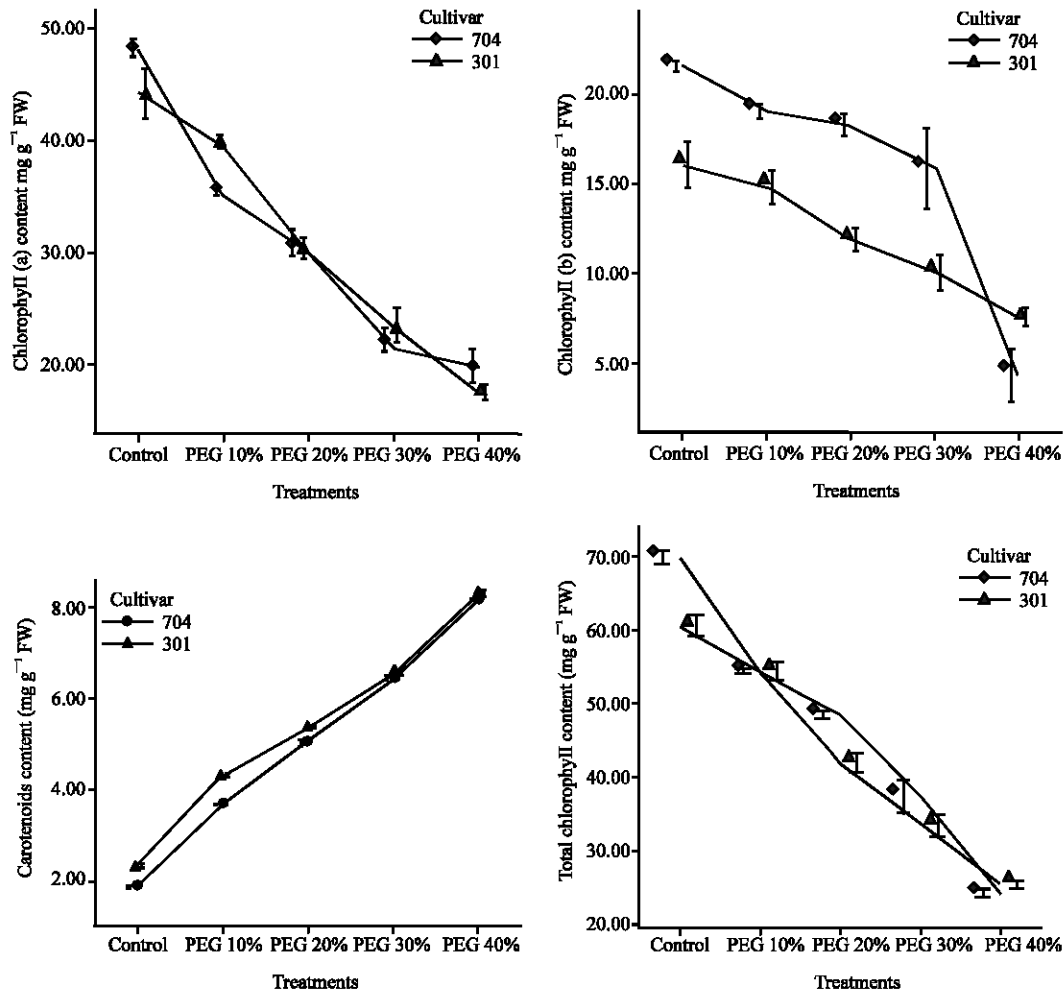 Chlorophyll (a) content mg g⁻¹ FW)
50.00
40.00
30.00
20.00
Cultivar
704
301
Control PEG 10% PEG 20% PEG 30% PEG 40%
Treatments
Chlorophyll (b) content mg g⁻¹ FW)
20.00
15.00
10.00
5.00
Cultivar
704
301
Control PEG 10% PEG 20% PEG 30% PEG 40%
Treatments
Carotenoids content (mg g⁻¹ FW)
8.00
6.00
4.00
2.00
Cultivar
704
301
Control PEG 10% PEG 20% PEG 30% PEG 40%
Treatments
Total chlorophyll content (mg g⁻¹ FW)
70.00
60.00
50.00
40.00
30.00
20.00
Cultivar
704
301
Control PEG 10% PEG 20% PEG 30% PEG 40%
Treatments